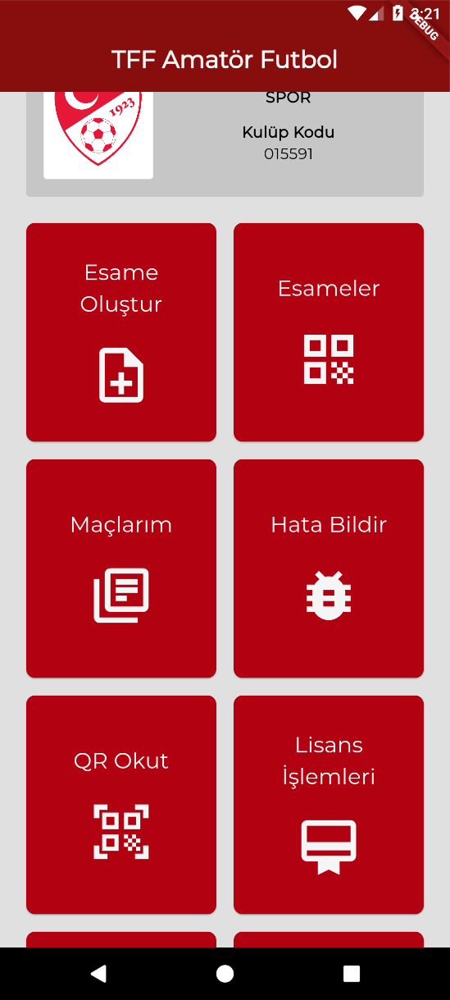 3:21
DEBUG
TFF Amatör Futbol
1923
SPOR
Kulüp Kodu
015591
Esame
Oluştur
Esameler
Maçlarım
Hata Bildir
QR Okut
Lisans
İşlemleri